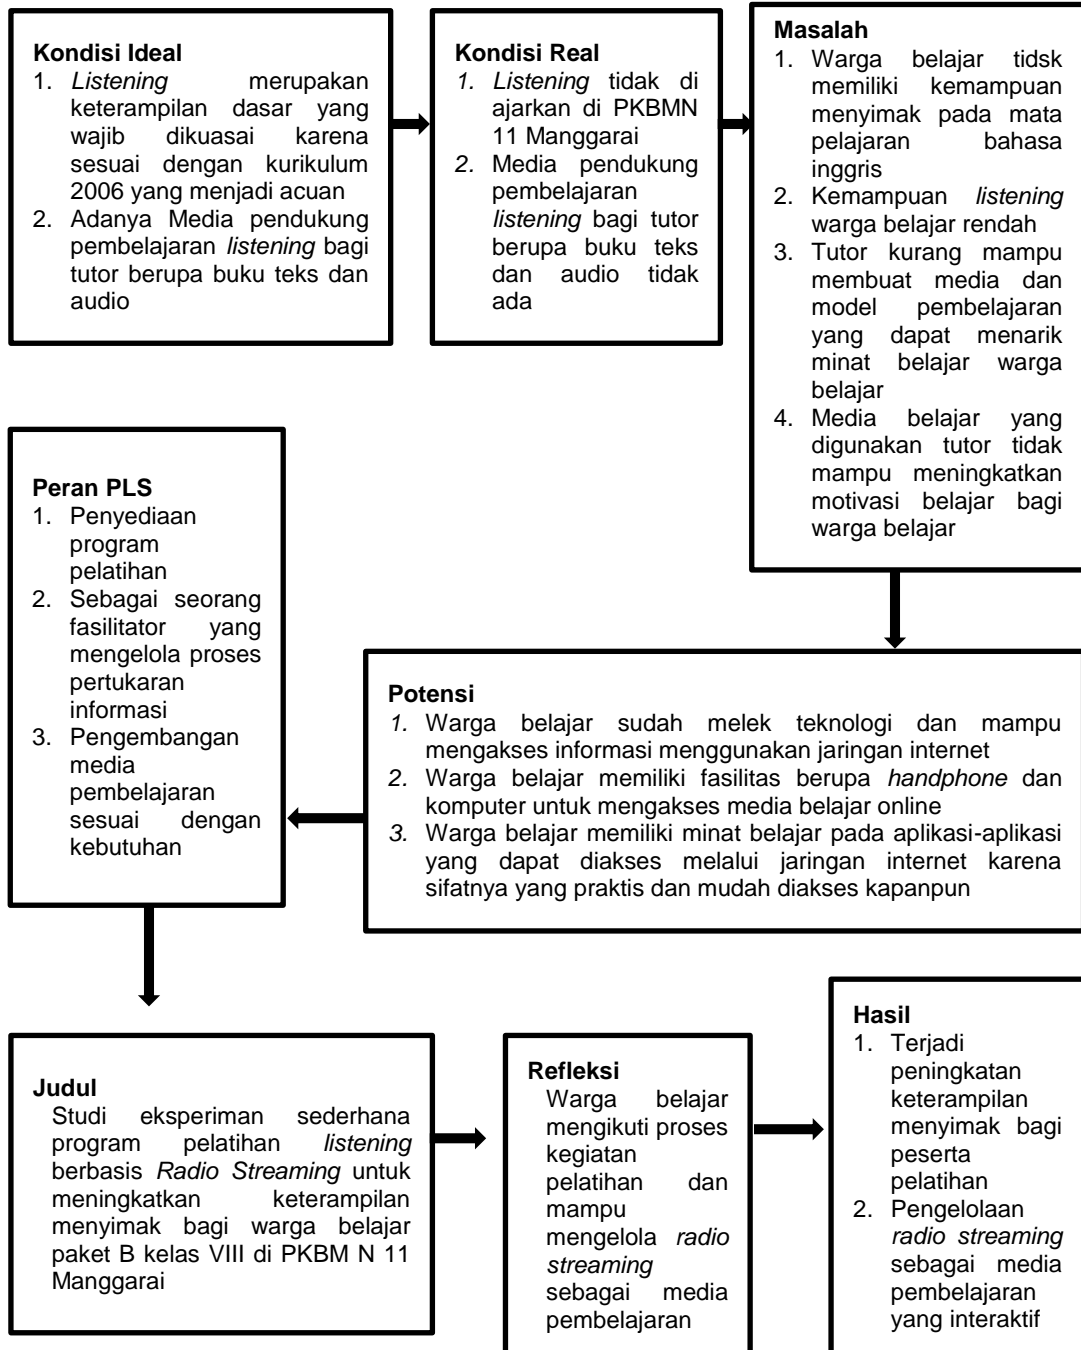 Kondisi Ideal
1. Listening merupakan
keterampilan dasar yang
wajib dikuasai karena
sesuai dengan kurikulum
2006 yang menjadi acuan
2. Adanya Media pendukung
pembelajaran listening bagi
tutor berupa buku teks dan
audio
Kondisi Real
1. Listening tidak di
ajarkan di PKBMN
11 Manggarai
2. Media pendukung
pembelajaran
listening bagi tutor
berupa buku teks
dan audio tidak
ada
Masalah
1. Warga belajar tidsk
memiliki kemampuan
menyimak pada mata
pelajaran bahasa
inggris
2. Kemampuan listening
warga belajar rendah
3. Tutor kurang mampu
membuat media dan
model pembelajaran
yang dapat menarik
minat belajar warga
belajar
4. Media belajar yang
digunakan tutor tidak
mampu meningkatkan
motivasi belajar bagi
warga belajar
Potensi
1. Warga belajar sudah melek teknologi dan mampu
mengakses informasi menggunakan jaringan internet
2. Warga belajar memiliki fasilitas berupa handphone dan
komputer untuk mengakses media belajar online
3. Warga belajar memiliki minat belajar pada aplikasi-aplikasi
yang dapat diakses melalui jaringan internet karena
sifatnya yang praktis dan mudah diakses kapanpun
Peran PLS
1. Penyediaan
program
pelatihan
2. Sebagai seorang
fasilitator yang
mengelola proses
pertukaran
informasi
3. Pengembangan
media
pembelajaran
sesuai dengan
kebutuhan
Judul
Studi eksperiman sederhana
program pelatihan listening
berbasis Radio Streaming untuk
meningkatkan keterampilan
menyimak bagi warga belajar
paket B kelas VIII di PKBM N 11
Manggarai
Refleksi
Warga belajar
mengikuti proses
kegiatan
pelatihan dan
mampu
mengelola radio
streaming
sebagai media
pembelajaran
Hasil
1. Terjadi
peningkatan
keterampilan
menyimak bagi
peserta
pelatihan
2. Pengelolaan
radio streaming
sebagai media
pembelajaran
yang interaktif